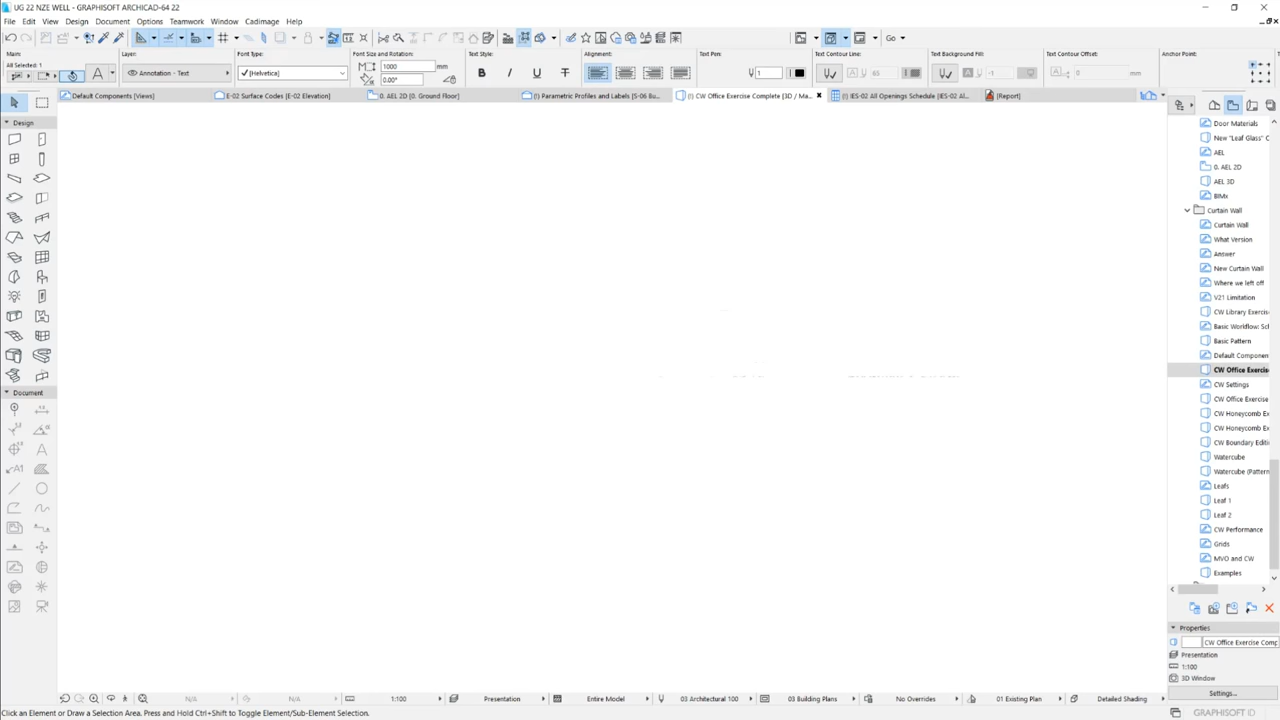 UG 22 NZE WELL - GRAPHISOFT ARCHICAD-64 22
File Edit View Design Document Options Teamwork Window Cadimage Help
Go
Main:
All Selected: 1
Layer:
Annotation - Text
Font Type:
[Helvetica]
Font Size and Rotation:
1000 mm
0.00°
Text Style:
B I U T
Alignment:
Text Pen:
1
Text Contour Line:
65
Text Background Fill:
-1
Text Contour Offset:
0 mm
Anchor Point:
Default Components [Views]
E-02 Surface Codes [E-02 Elevation]
0. AEL 2D [0. Ground Floor]
(!) Parametric Profiles and Labels [S-06 Bu...
(!) CW Office Exercise Complete [3D / Ma...
(!) IES-02 All Openings Schedule [IES-02 Al...
[Report]
Design
Document
Door Materials
New "Leaf Glass" C
AEL
0. AEL 2D
AEL 3D
BIMx
Curtain Wall
Curtain Wall
What Version
Answer
New Curtain Wall
Where we left off
V21 Limitation
CW Library Exercis
Basic Workflow: Sc
Basic Pattern
Default Componen
CW Office Exercis
CW Settings
CW Office Exercise
CW Honeycomb Ex
CW Honeycomb Ex
CW Boundary Editi
Watercube
Watercube (Pattern
Leafs
Leaf 1
Leaf 2
CW Performance
Grids
MVO and CW
Examples
Properties
CW Office Exercise Comp
Presentation
1:100
3D Window
Settings...
N/A N/A 1:100 Presentation Entire Model 03 Architectural 100 03 Building Plans No Overrides 01 Existing Plan Detailed Shading
Click an Element or Draw a Selection Area. Press and Hold Ctrl+Shift to Toggle Element/Sub-Element Selection.
GRAPHISOFT ID